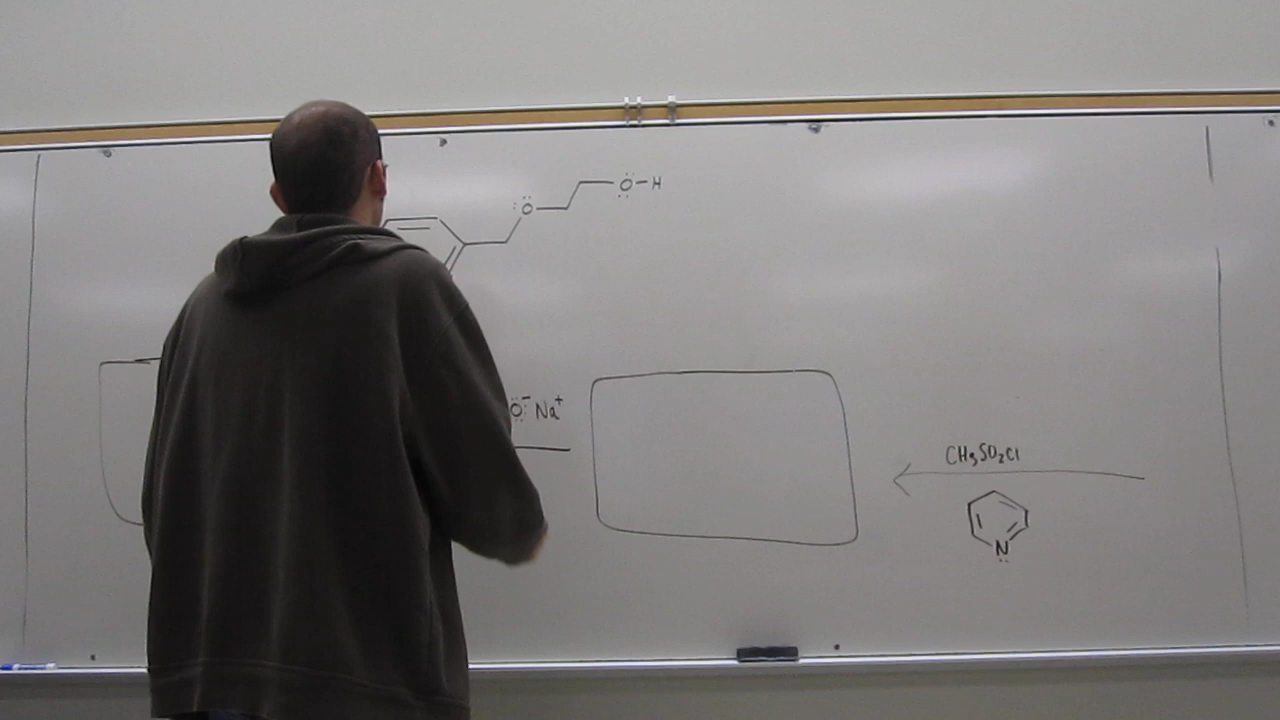 O-H
O
O⁻ Na⁺
CH₃SO₂Cl
N